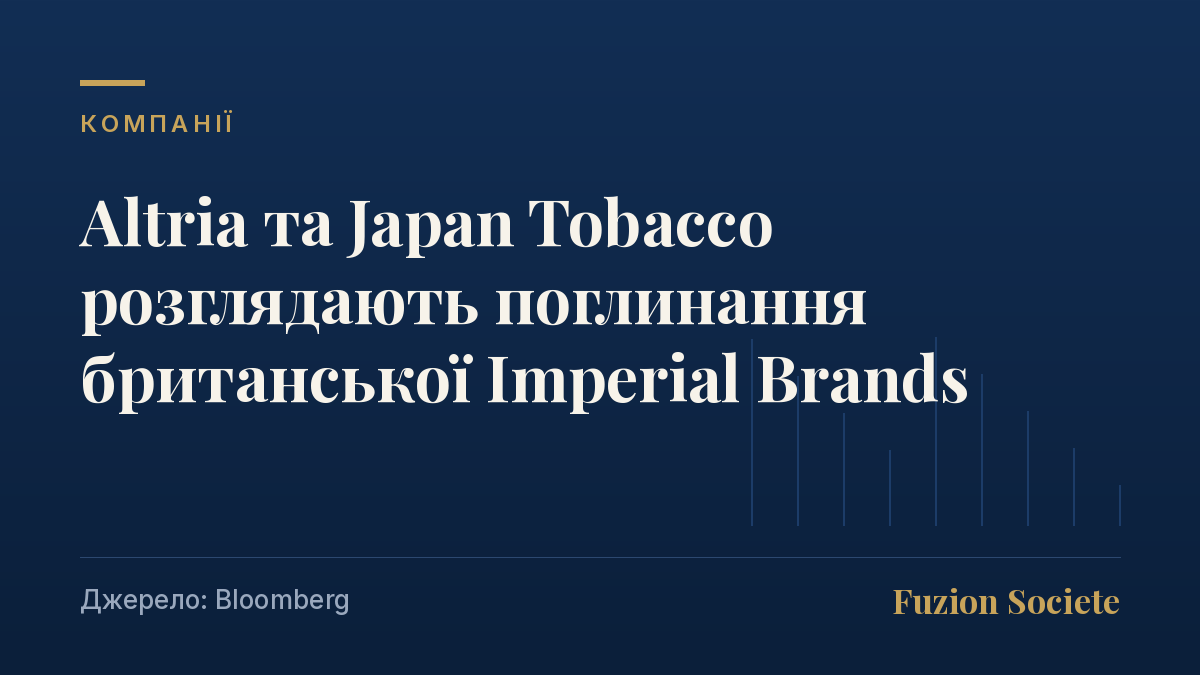 КОМПАНІЇ
Altria та Japan Tobacco
розглядають поглинання
британської Imperial Brands
Джерело: Bloomberg
Fuzion Societe